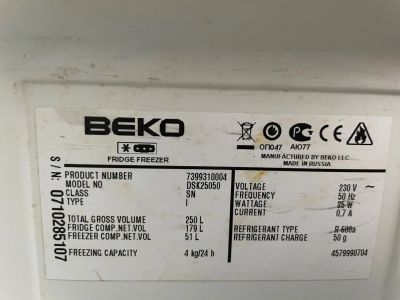 BEKO
FRIDGE FREEZER
ОП047 АЮ77
MANUFACTURED BY BEKO LLC
MADE IN RUSSIA
S / N: 0710285107
PRODUCT NUMBER 7399310004
MODEL NO DSK25050
CLASS SN
TYPE I
TOTAL GROSS VOLUME 250 L
FRIDGE COMP.NET.VOL 179 L
FREEZER COMP.NET.VOL 51 L
FREEZING CAPACITY 4 kg/24 h
VOLTAGE 230 V
FREQUENCY 50 Hz
WATTAGE 85 W
CURRENT 0,7 A
REFRIGERANT TYPE R 600a
REFRIGERANT CHARGE 50 g
4579990704